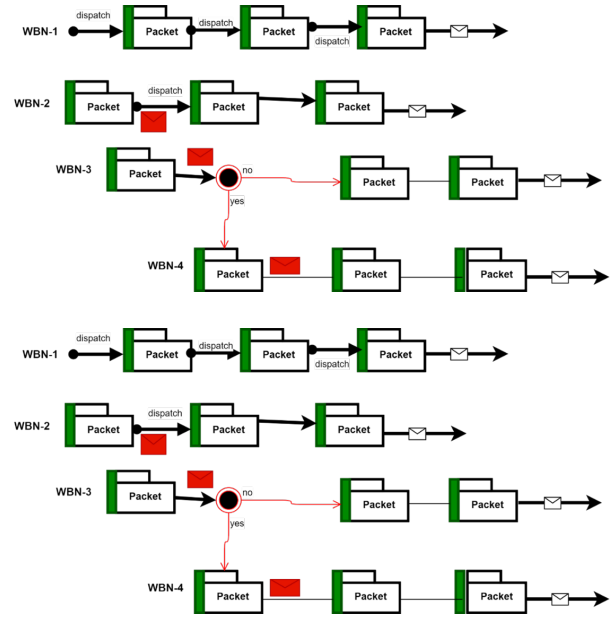 dispatch dispatch
WBN-1 Packet Packet dispatch Packet
dispatch
WBN-2 Packet Packet Packet
WBN-3 Packet no Packet Packet
yes
WBN-4 Packet Packet Packet
dispatch dispatch
WBN-1 Packet Packet dispatch Packet
dispatch
WBN-2 Packet Packet Packet
WBN-3 Packet no Packet Packet
yes
WBN-4 Packet Packet Packet